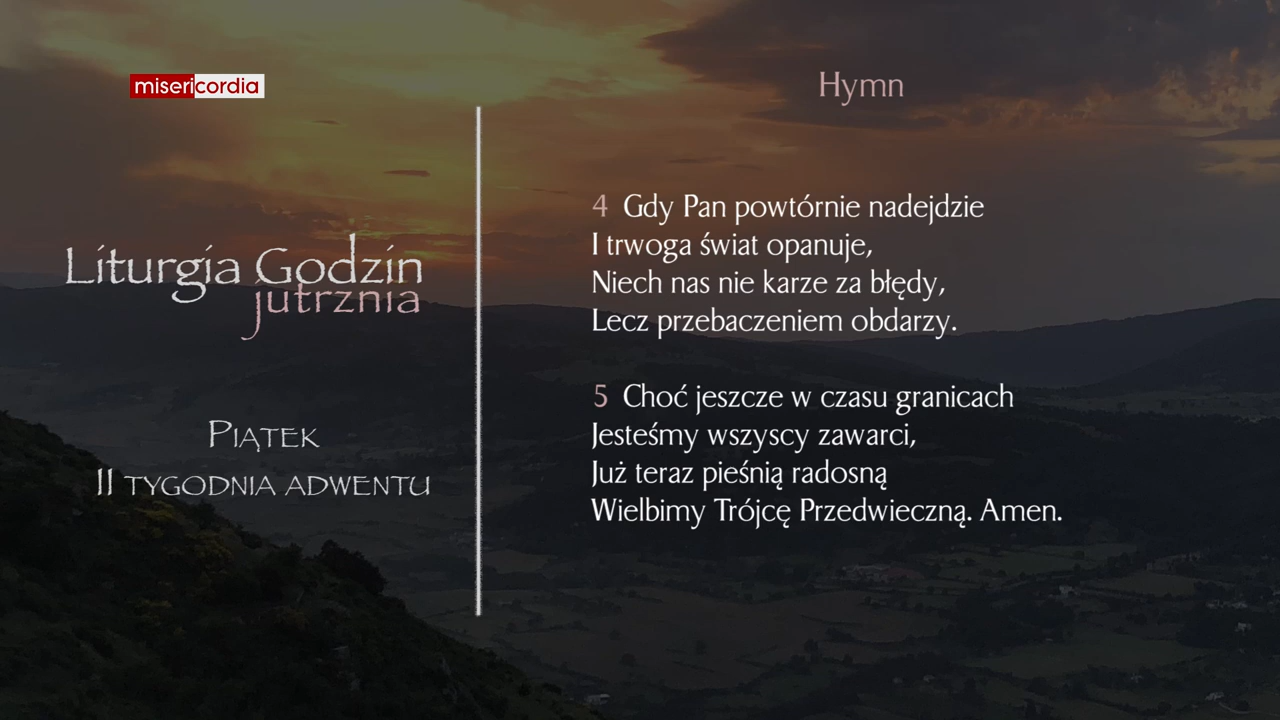 misericordia
Liturgia Godzin
jutrznia
Piątek
II tygodnia adwentu
Hymn
4 Gdy Pan powtórnie nadejdzie
I trwoga świat opanuje,
Niech nas nie karze za błędy,
Lecz przebaczeniem obdarzy.
5 Choć jeszcze w czasu granicach
Jesteśmy wszyscy zawarci,
Już teraz pieśnią radosną
Wielbimy Trójcę Przedwieczną. Amen.